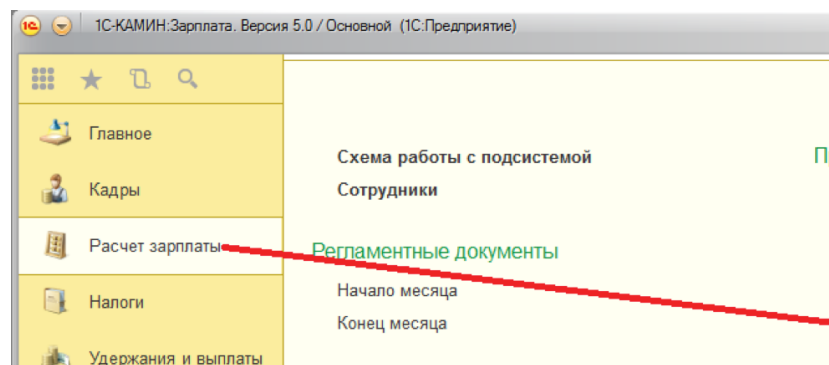 1С-КАМИН:Зарплата. Версия 5.0 / Основной (1С:Предприятие)
Главное
Кадры
Расчет зарплаты
Налоги
Удержания и выплаты
Схема работы с подсистемой
Сотрудники
Регламентные документы
Начало месяца
Конец месяца